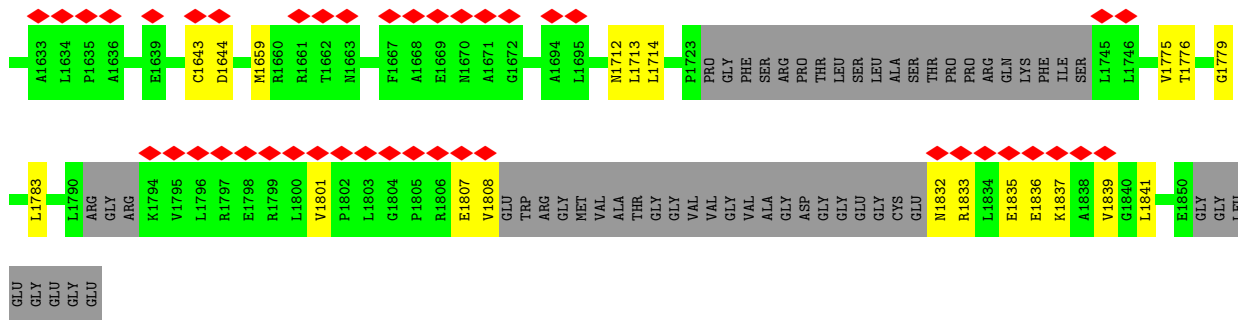 A1633 L1634 P1635 A1636 E1639 C1643 D1644 M1659 R1660 R1661 T1662 N1663 F1667 A1668 E1669 N1670 A1671 G1672 A1694 L1695 N1712 L1713 L1714 P1723 PRO GLY PHE SER ARG PRO THR LEU SER LEU ALA SER THR PRO PRO ARG GLN LYS PHE ILE SER L1745 L1746 V1775 T1776 G1779
L1783 L1790 ARG GLY ARG K1794 V1795 L1796 R1797 E1798 R1799 L1800 V1801 P1802 L1803 G1804 P1805 R1806 E1807 V1808 GLU TRP ARG GLY MET VAL ALA THR GLY GLY VAL VAL GLY VAL ALA GLY ASP GLY GLY GLU GLY CYS GLU N1832 R1833 L1834 E1835 E1836 K1837 A1838 V1839 G1840 L1841 E1850 GLY GLY LEU
GLU GLY GLU GLY GLU